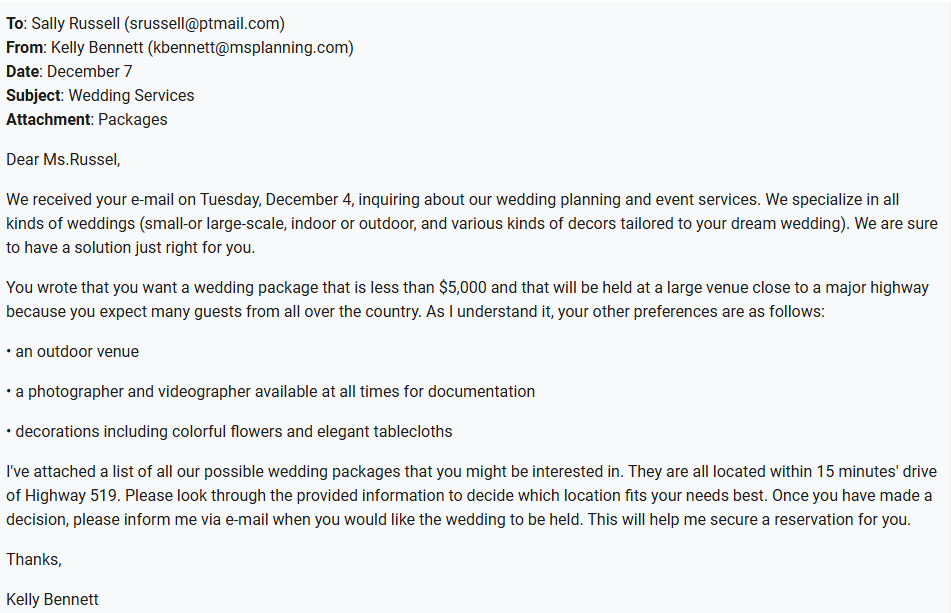 To: Sally Russell (srussell@ptmail.com)
From: Kelly Bennett (kbennett@msplanning.com)
Date: December 7
Subject: Wedding Services
Attachment: Packages
Dear Ms.Russel,
We received your e-mail on Tuesday, December 4, inquiring about our wedding planning and event services. We specialize in all
kinds of weddings (small-or large-scale, indoor or outdoor, and various kinds of decors tailored to your dream wedding). We are sure
to have a solution just right for you.
You wrote that you want a wedding package that is less than $5,000 and that will be held at a large venue close to a major highway
because you expect many guests from all over the country. As I understand it, your other preferences are as follows:
• an outdoor venue
• a photographer and videographer available at all times for documentation
• decorations including colorful flowers and elegant tablecloths
I've attached a list of all our possible wedding packages that you might be interested in. They are all located within 15 minutes' drive
of Highway 519. Please look through the provided information to decide which location fits your needs best. Once you have made a
decision, please inform me via e-mail when you would like the wedding to be held. This will help me secure a reservation for you.
Thanks,
Kelly Bennett